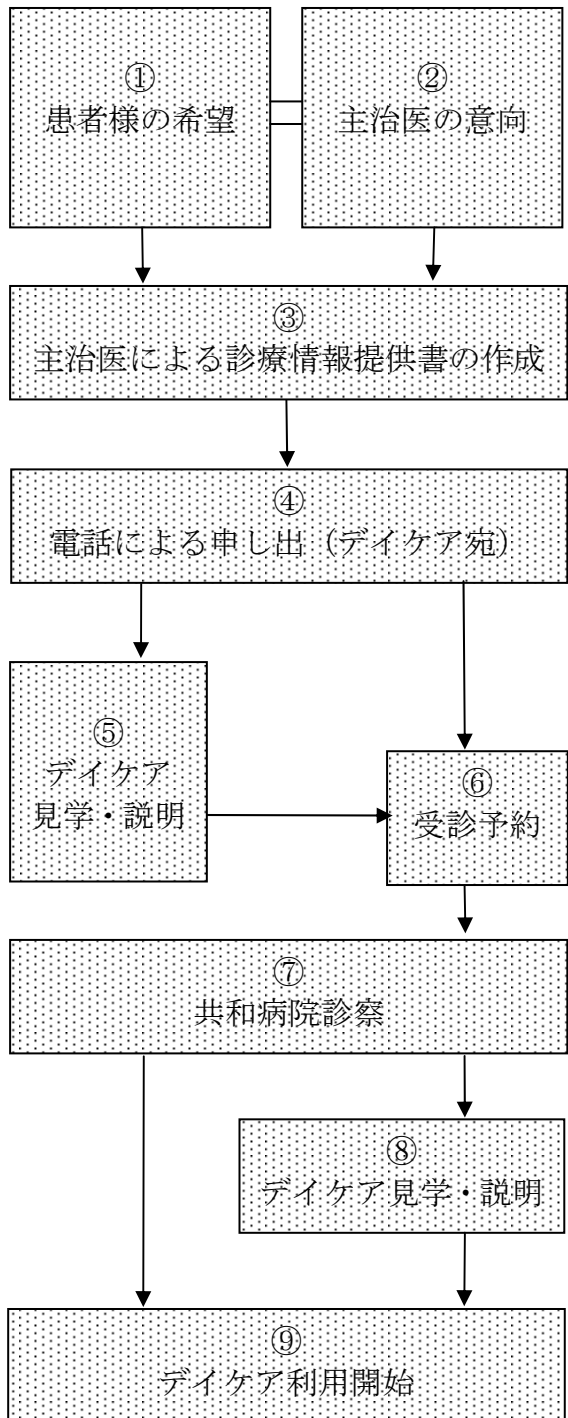 ①
患者様の希望
②
主治医の意向
③
主治医による診療情報提供書の作成
④
電話による申し出（デイケア宛）
⑤
デイケア
見学・説明
⑥
受診予約
⑦
共和病院診察
⑧
デイケア見学・説明
⑨
デイケア利用開始